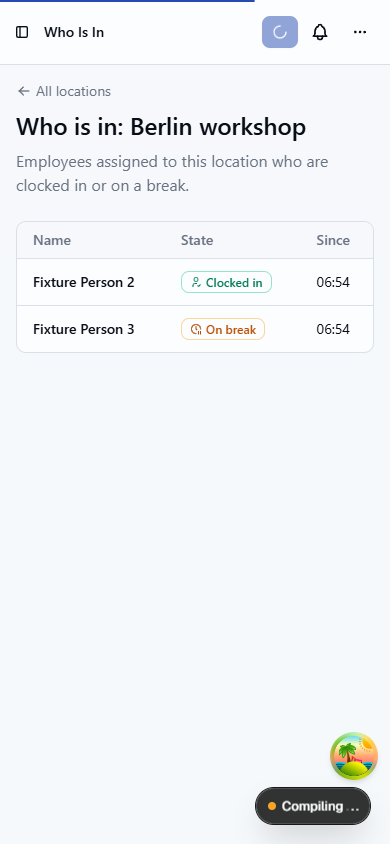 Who Is In
All locations
Who is in: Berlin workshop
Employees assigned to this location who are
clocked in or on a break.
Name State Since
Fixture Person 2 Clocked in 06:54
Fixture Person 3 On break 06:54
Compiling ...